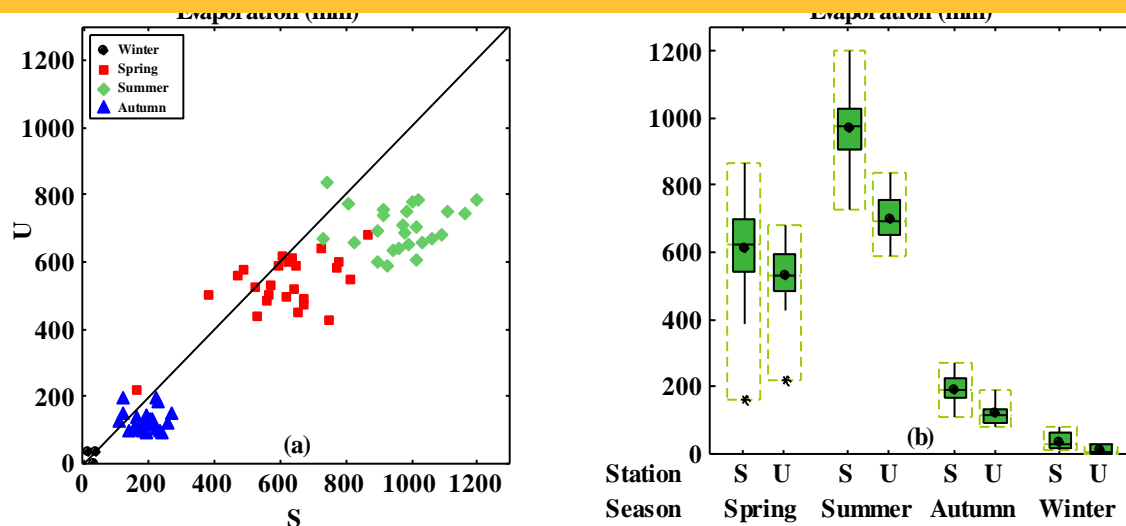 Evaporation (mm)
1200
1000
800
600
400
200
0
U
Winter
Spring
Summer
Autumn
(a)
0 200 400 600 800 1000 1200
S
Evaporation (mm)
1200
1000
800
600
400
200
0
(b)
Station S U S U S U S U
Season Spring Summer Autumn Winter